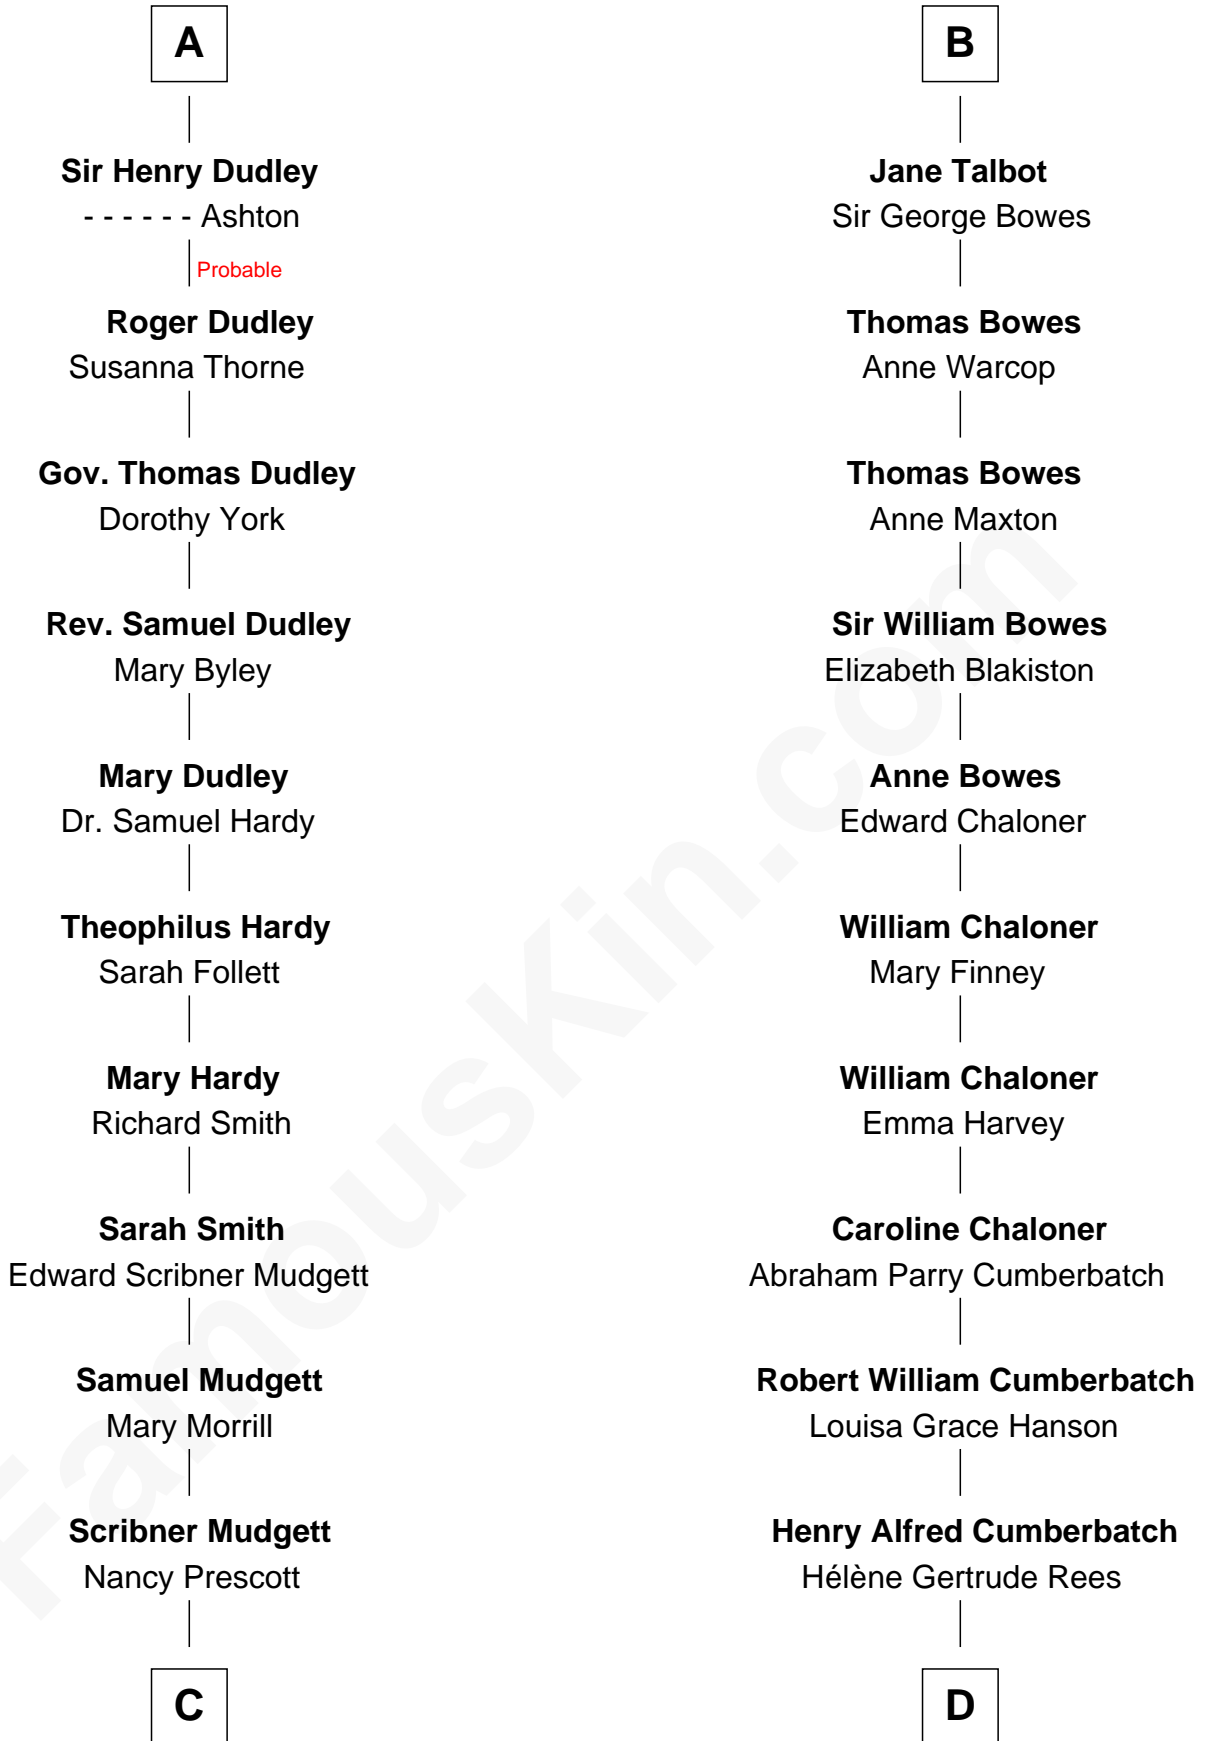 A
Sir Henry Dudley
- - - - - - Ashton
Probable
Roger Dudley
Susanna Thorne
Gov. Thomas Dudley
Dorothy York
Rev. Samuel Dudley
Mary Byley
Mary Dudley
Dr. Samuel Hardy
Theophilus Hardy
Sarah Follett
Mary Hardy
Richard Smith
Sarah Smith
Edward Scribner Mudgett
Samuel Mudgett
Mary Morrill
Scribner Mudgett
Nancy Prescott
C
B
Jane Talbot
Sir George Bowes
Thomas Bowes
Anne Warcop
Thomas Bowes
Anne Maxton
Sir William Bowes
Elizabeth Blakiston
Anne Bowes
Edward Chaloner
William Chaloner
Mary Finney
William Chaloner
Emma Harvey
Caroline Chaloner
Abraham Parry Cumberbatch
Robert William Cumberbatch
Louisa Grace Hanson
Henry Alfred Cumberbatch
Hélène Gertrude Rees
D
FamousKin.com